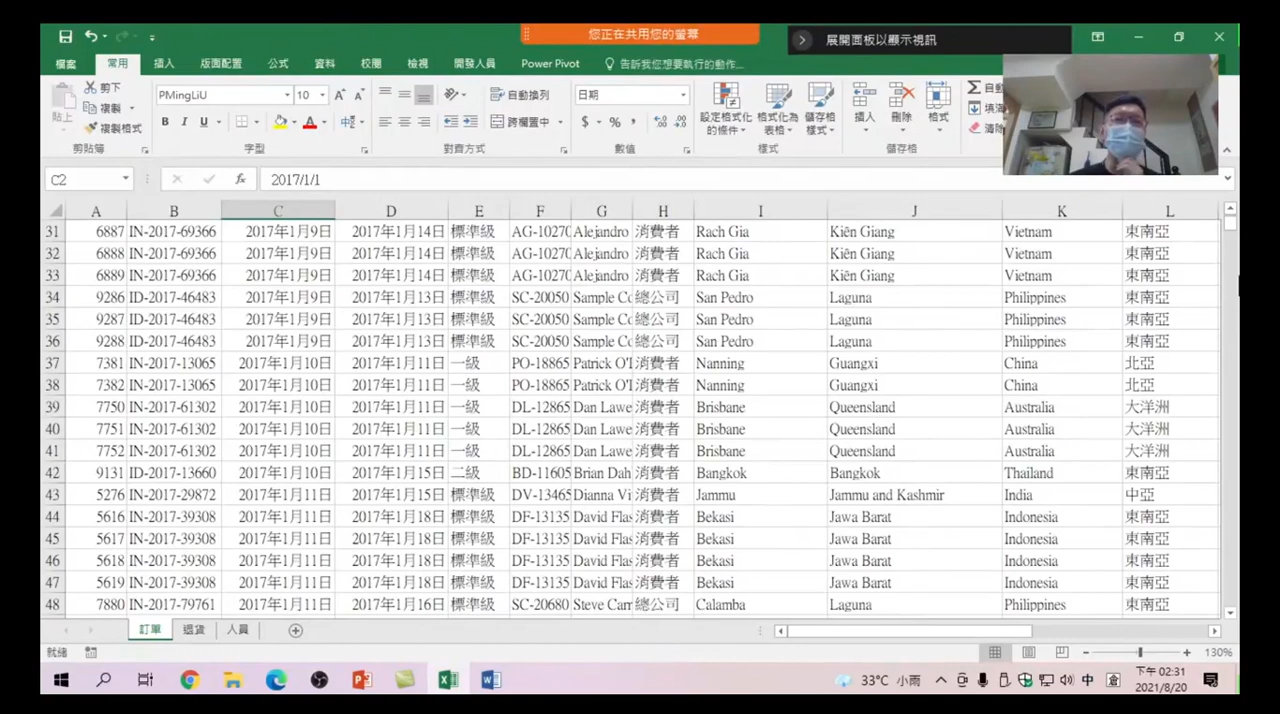 您正在共用您的螢幕
展開面板以顯示視訊
檔案 常用 插入 版面配置 公式 資料 校閱 檢視 開發人員 Power Pivot 告訴我您想要執行的動作...
貼上 剪下 複製 複製格式
PMingLiU 10
B I U
自動換列
跨欄置中
日期
$ % ,
設定格式化的條件 格式化為表格 儲存格樣式 插入 刪除 格式
剪貼簿 字型 對齊方式 數值 樣式 儲存格
C2 fx 2017/1/1
A B C D E F G H I J K L
31 6887 IN-2017-69366 2017年1月9日 2017年1月14日 標準級 AG-10270 Alejandro 消費者 Rach Gia Kiên Giang Vietnam 東南亞
32 6888 IN-2017-69366 2017年1月9日 2017年1月14日 標準級 AG-10270 Alejandro 消費者 Rach Gia Kiên Giang Vietnam 東南亞
33 6889 IN-2017-69366 2017年1月9日 2017年1月14日 標準級 AG-10270 Alejandro 消費者 Rach Gia Kiên Giang Vietnam 東南亞
34 9286 ID-2017-46483 2017年1月9日 2017年1月13日 標準級 SC-20050 Sample Co 總公司 San Pedro Laguna Philippines 東南亞
35 9287 ID-2017-46483 2017年1月9日 2017年1月13日 標準級 SC-20050 Sample Co 總公司 San Pedro Laguna Philippines 東南亞
36 9288 ID-2017-46483 2017年1月9日 2017年1月13日 標準級 SC-20050 Sample Co 總公司 San Pedro Laguna Philippines 東南亞
37 7381 IN-2017-13065 2017年1月10日 2017年1月11日 一級 PO-18865 Patrick O'I 消費者 Nanning Guangxi China 北亞
38 7382 IN-2017-13065 2017年1月10日 2017年1月11日 一級 PO-18865 Patrick O'I 消費者 Nanning Guangxi China 北亞
39 7750 IN-2017-61302 2017年1月10日 2017年1月11日 一級 DL-12865 Dan Lawe 消費者 Brisbane Queensland Australia 大洋洲
40 7751 IN-2017-61302 2017年1月10日 2017年1月11日 一級 DL-12865 Dan Lawe 消費者 Brisbane Queensland Australia 大洋洲
41 7752 IN-2017-61302 2017年1月10日 2017年1月11日 一級 DL-12865 Dan Lawe 消費者 Brisbane Queensland Australia 大洋洲
42 9131 ID-2017-13660 2017年1月10日 2017年1月15日 二級 BD-11605 Brian Dah 消費者 Bangkok Bangkok Thailand 東南亞
43 5276 IN-2017-29872 2017年1月11日 2017年1月15日 標準級 DV-13465 Dianna Vi 消費者 Jammu Jammu and Kashmir India 中亞
44 5616 IN-2017-39308 2017年1月11日 2017年1月18日 標準級 DF-13135 David Flas 消費者 Bekasi Jawa Barat Indonesia 東南亞
45 5617 IN-2017-39308 2017年1月11日 2017年1月18日 標準級 DF-13135 David Flas 消費者 Bekasi Jawa Barat Indonesia 東南亞
46 5618 IN-2017-39308 2017年1月11日 2017年1月18日 標準級 DF-13135 David Flas 消費者 Bekasi Jawa Barat Indonesia 東南亞
47 5619 IN-2017-39308 2017年1月11日 2017年1月18日 標準級 DF-13135 David Flas 消費者 Bekasi Jawa Barat Indonesia 東南亞
48 7880 IN-2017-79761 2017年1月11日 2017年1月16日 標準級 SC-20680 Steve Carr 總公司 Calamba Laguna Philippines 東南亞
訂單 退貨 人員
就緒 130%
33°C 小雨 中 下午 02:31
2021/8/20